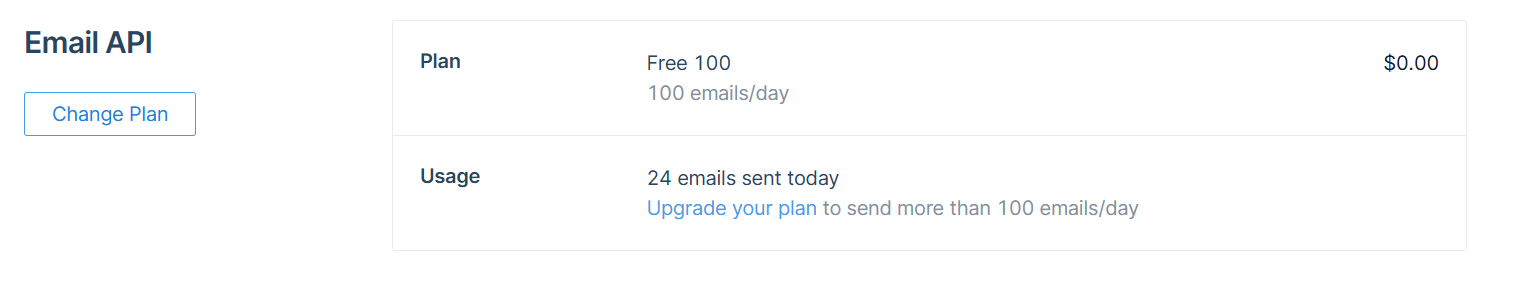 Email API
Change Plan
Plan
Free 100
$0.00
100 emails/day
Usage
24 emails sent today
Upgrade your plan to send more than 100 emails/day